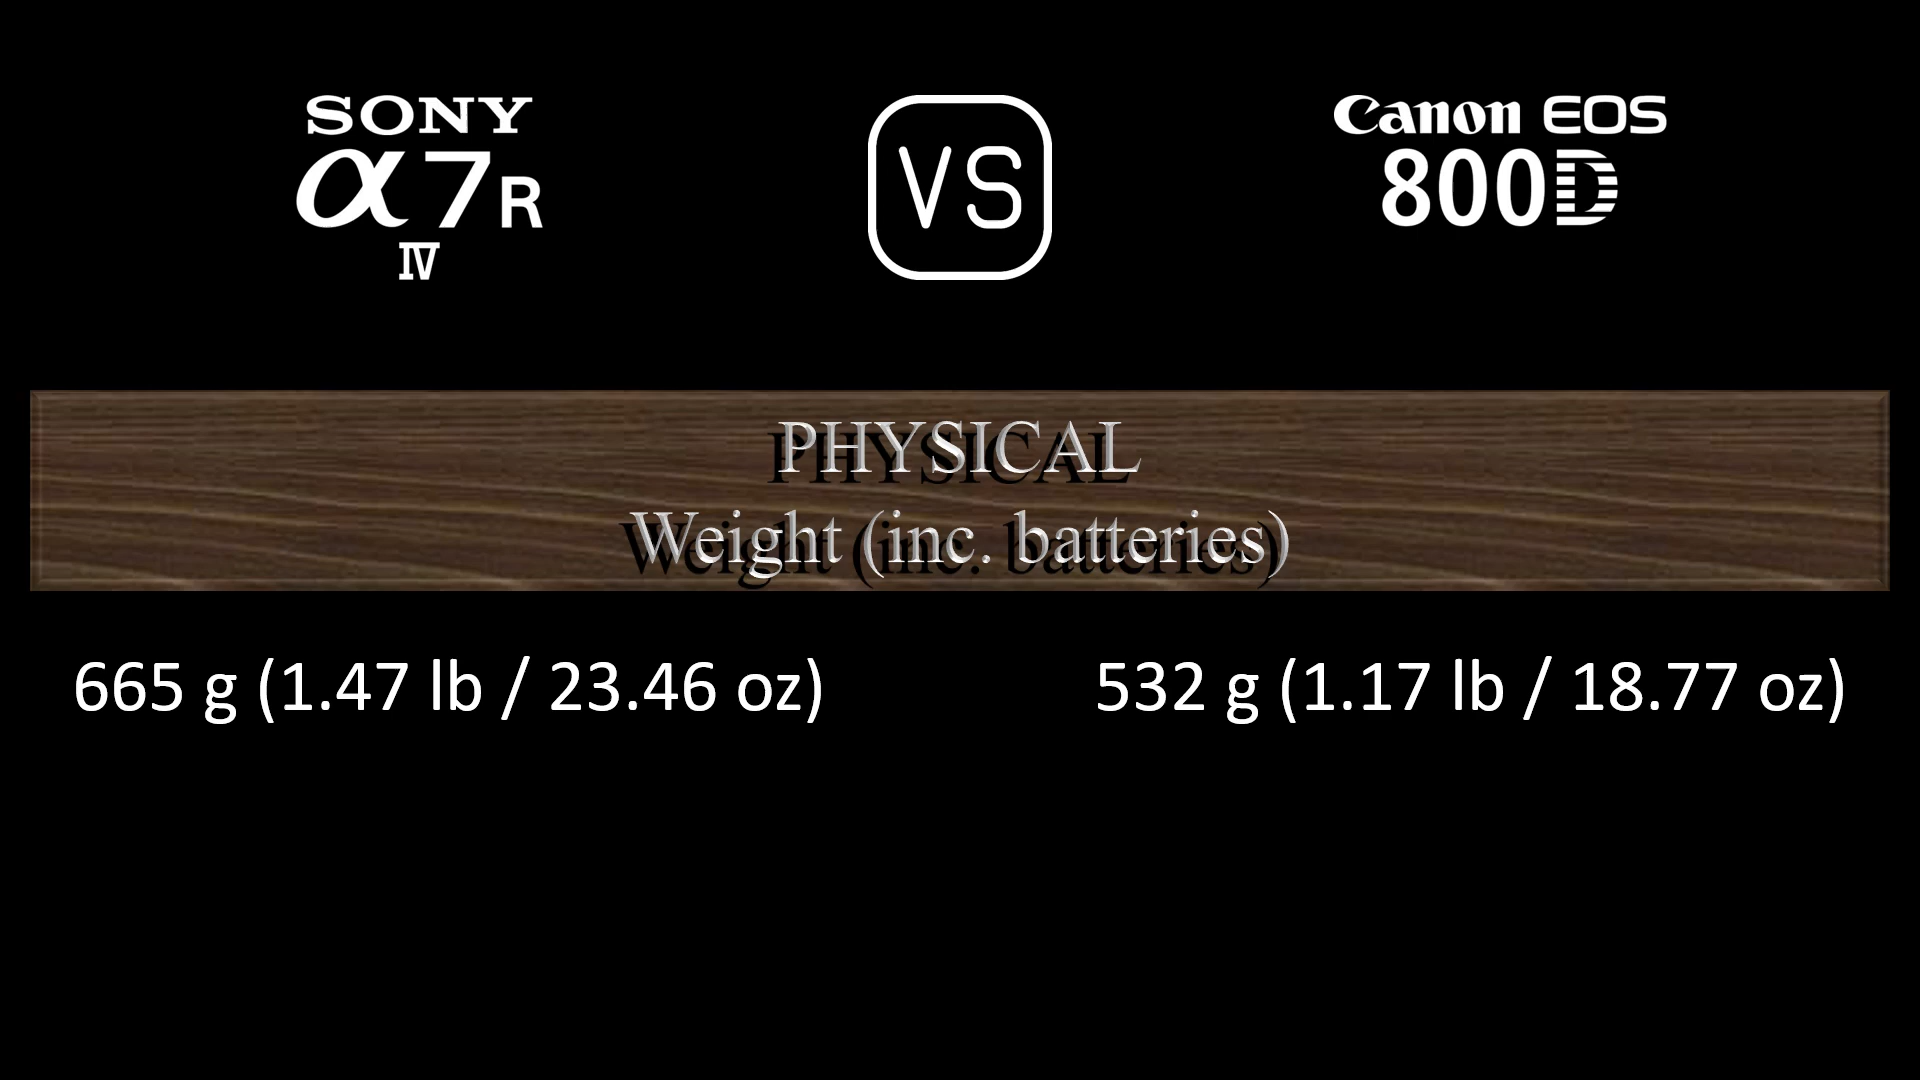 SONY
α7R
IV
VS
Canon EOS
800D
PHYSICAL
Weight (inc. batteries)
665 g (1.47 lb / 23.46 oz)
532 g (1.17 lb / 18.77 oz)